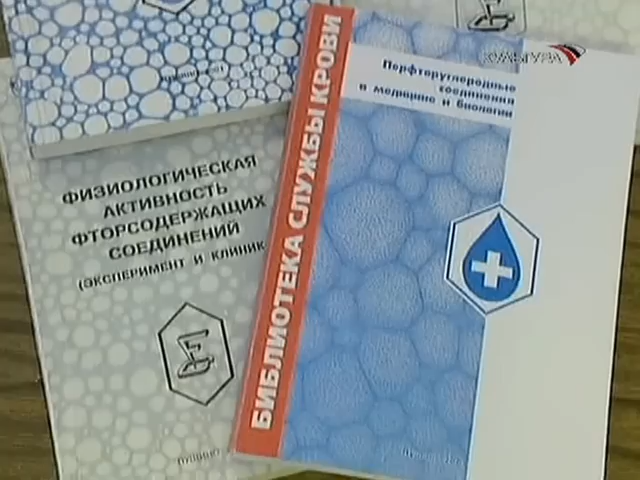 КУЛЬТУРА
Перфторуглеродные
соединения
в медицине и биологии
БИБЛИОТЕКА СЛУЖБЫ КРОВИ
ФИЗИОЛОГИЧЕСКАЯ
АКТИВНОСТЬ
ФТОРСОДЕРЖАЩИХ
СОЕДИНЕНИЙ
(ЭКСПЕРИМЕНТ И КЛИНИК